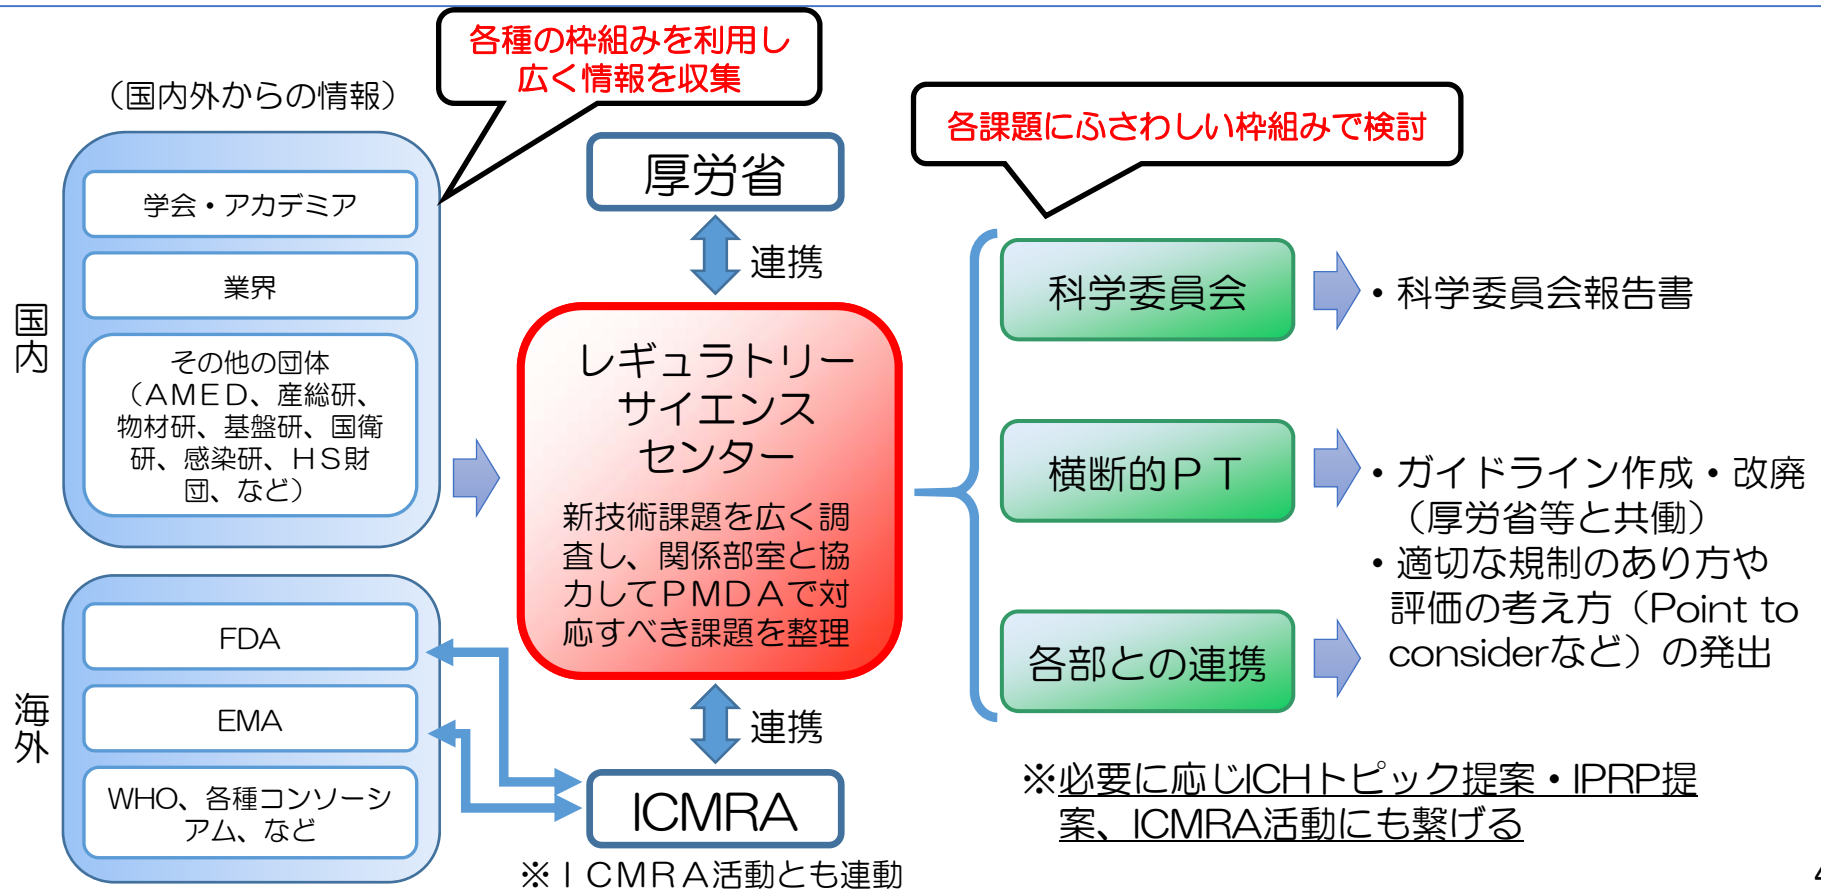 各種の枠組みを利用し
広く情報を収集
（国内外からの情報）
各課題にふさわしい枠組みで検討
国内
学会・アカデミア
業界
その他の団体
（ＡＭＥＤ、産総研、
物材研、基盤研、国衛
研、感染研、ＨＳ財
団、など）
海外
FDA
EMA
WHO、各種コンソーシ
アム、など
厚労省
連携
レギュラトリー
サイエンス
センター
新技術課題を広く調
査し、関係部室と協
力してＰＭＤＡで対
応すべき課題を整理
連携
ICMRA
※ＩＣＭＲＡ活動とも連動
科学委員会
・科学委員会報告書
横断的ＰＴ
・ガイドライン作成・改廃
（厚労省等と共働）
・適切な規制のあり方や
評価の考え方（Point to
considerなど）の発出
各部との連携
※必要に応じICHトピック提案・IPRP提
案、ICMRA活動にも繋げる